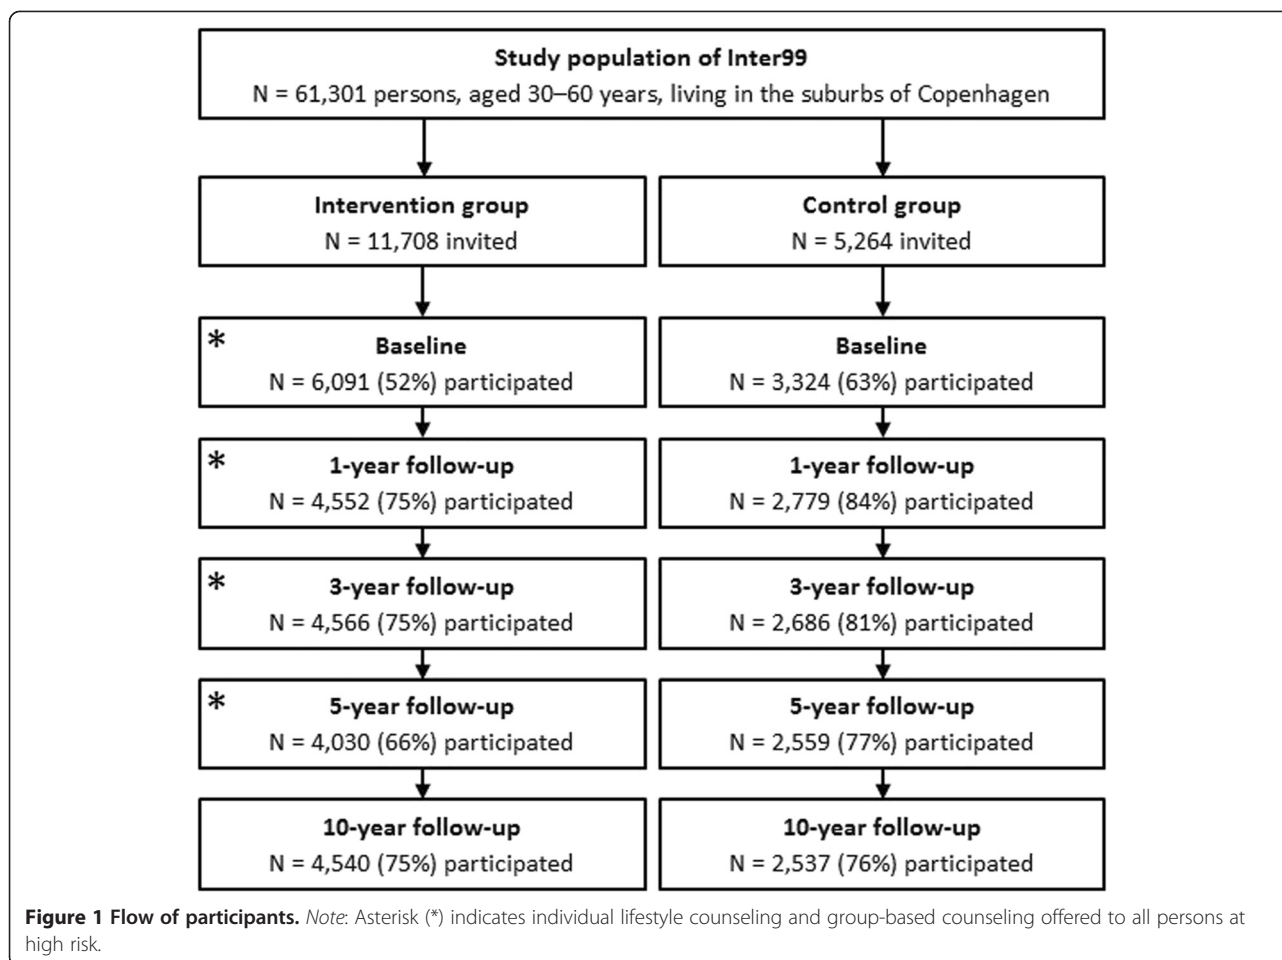 Study population of Inter99
N = 61,301 persons, aged 30–60 years, living in the suburbs of Copenhagen
Intervention group
N = 11,708 invited
Control group
N = 5,264 invited
*
Baseline
N = 6,091 (52%) participated
Baseline
N = 3,324 (63%) participated
*
1-year follow-up
N = 4,552 (75%) participated
1-year follow-up
N = 2,779 (84%) participated
*
3-year follow-up
N = 4,566 (75%) participated
3-year follow-up
N = 2,686 (81%) participated
*
5-year follow-up
N = 4,030 (66%) participated
5-year follow-up
N = 2,559 (77%) participated
10-year follow-up
N = 4,540 (75%) participated
10-year follow-up
N = 2,537 (76%) participated
Figure 1 Flow of participants. Note: Asterisk (*) indicates individual lifestyle counseling and group-based counseling offered to all persons at
high risk.